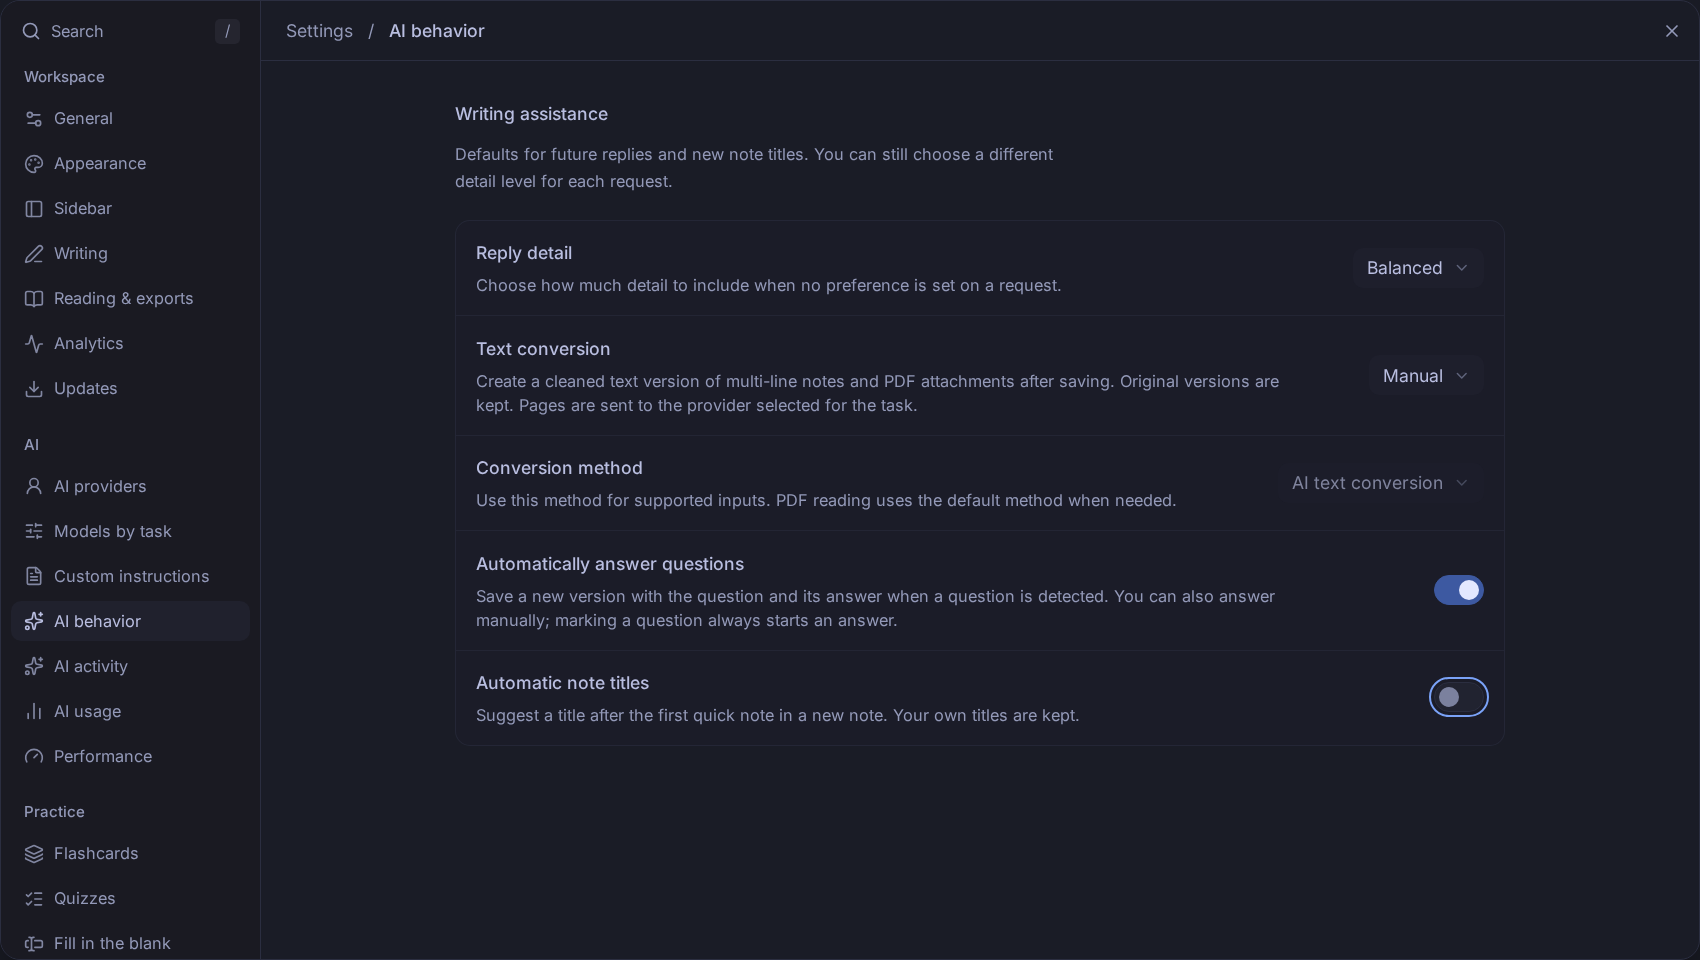 Search /
Workspace
General
Appearance
Sidebar
Writing
Reading & exports
Analytics
Updates
AI
AI providers
Models by task
Custom instructions
AI behavior
AI activity
AI usage
Performance
Practice
Flashcards
Quizzes
Fill in the blank
Settings / AI behavior
Writing assistance
Defaults for future replies and new note titles. You can still choose a different
detail level for each request.
Reply detail
Choose how much detail to include when no preference is set on a request.
Balanced
Text conversion
Create a cleaned text version of multi-line notes and PDF attachments after saving. Original versions are
kept. Pages are sent to the provider selected for the task.
Manual
Conversion method
Use this method for supported inputs. PDF reading uses the default method when needed.
AI text conversion
Automatically answer questions
Save a new version with the question and its answer when a question is detected. You can also answer
manually; marking a question always starts an answer.
Automatic note titles
Suggest a title after the first quick note in a new note. Your own titles are kept.